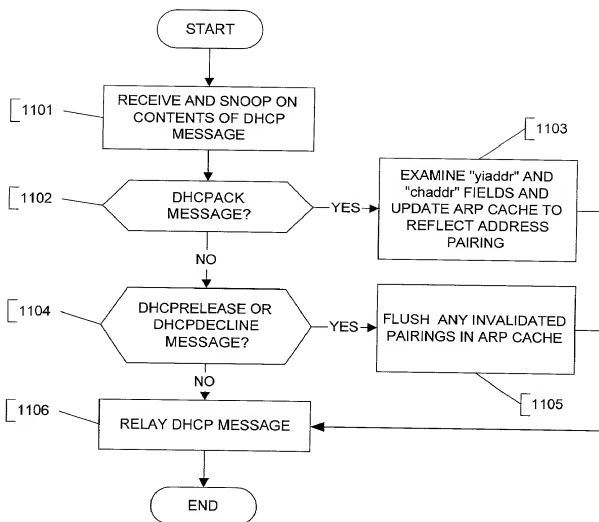 START
1101
RECEIVE AND SNOOP ON
CONTENTS OF DHCP
MESSAGE
1102
DHCPACK
MESSAGE?
YES
1103
EXAMINE "yiaddr" AND
"chaddr" FIELDS AND
UPDATE ARP CACHE TO
REFLECT ADDRESS
PAIRING
NO
1104
DHCPRELEASE OR
DHCPDECLINE
MESSAGE?
YES
FLUSH ANY INVALIDATED
PAIRINGS IN ARP CACHE
1105
NO
1106
RELAY DHCP MESSAGE
END